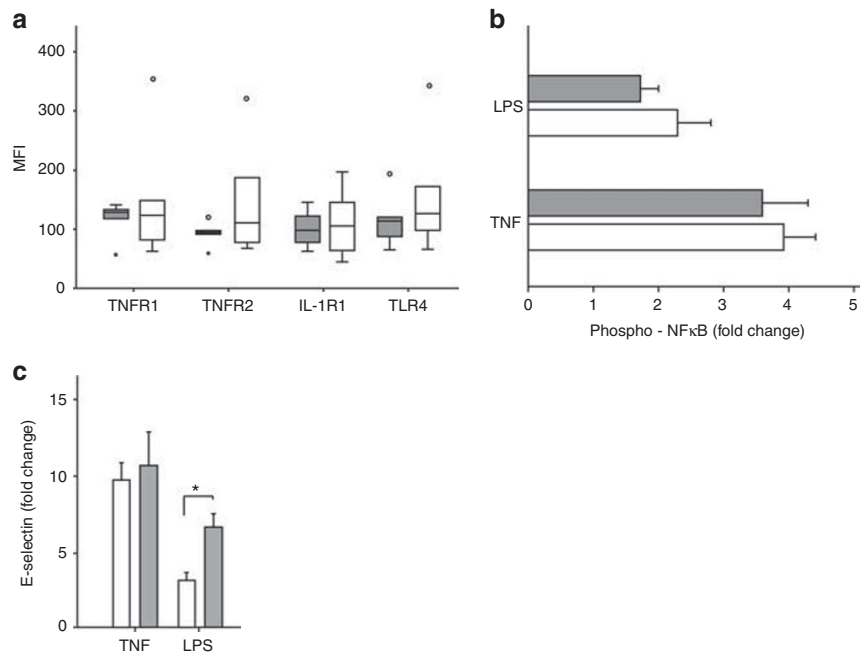 a
400
300
200
100
0
MFI
TNFR1 TNFR2 IL-1R1 TLR4
b
LPS
TNF
0 1 2 3 4 5
Phospho - NFκB (fold change)
c
15
10
5
0
E-selectin (fold change)
*
TNF LPS